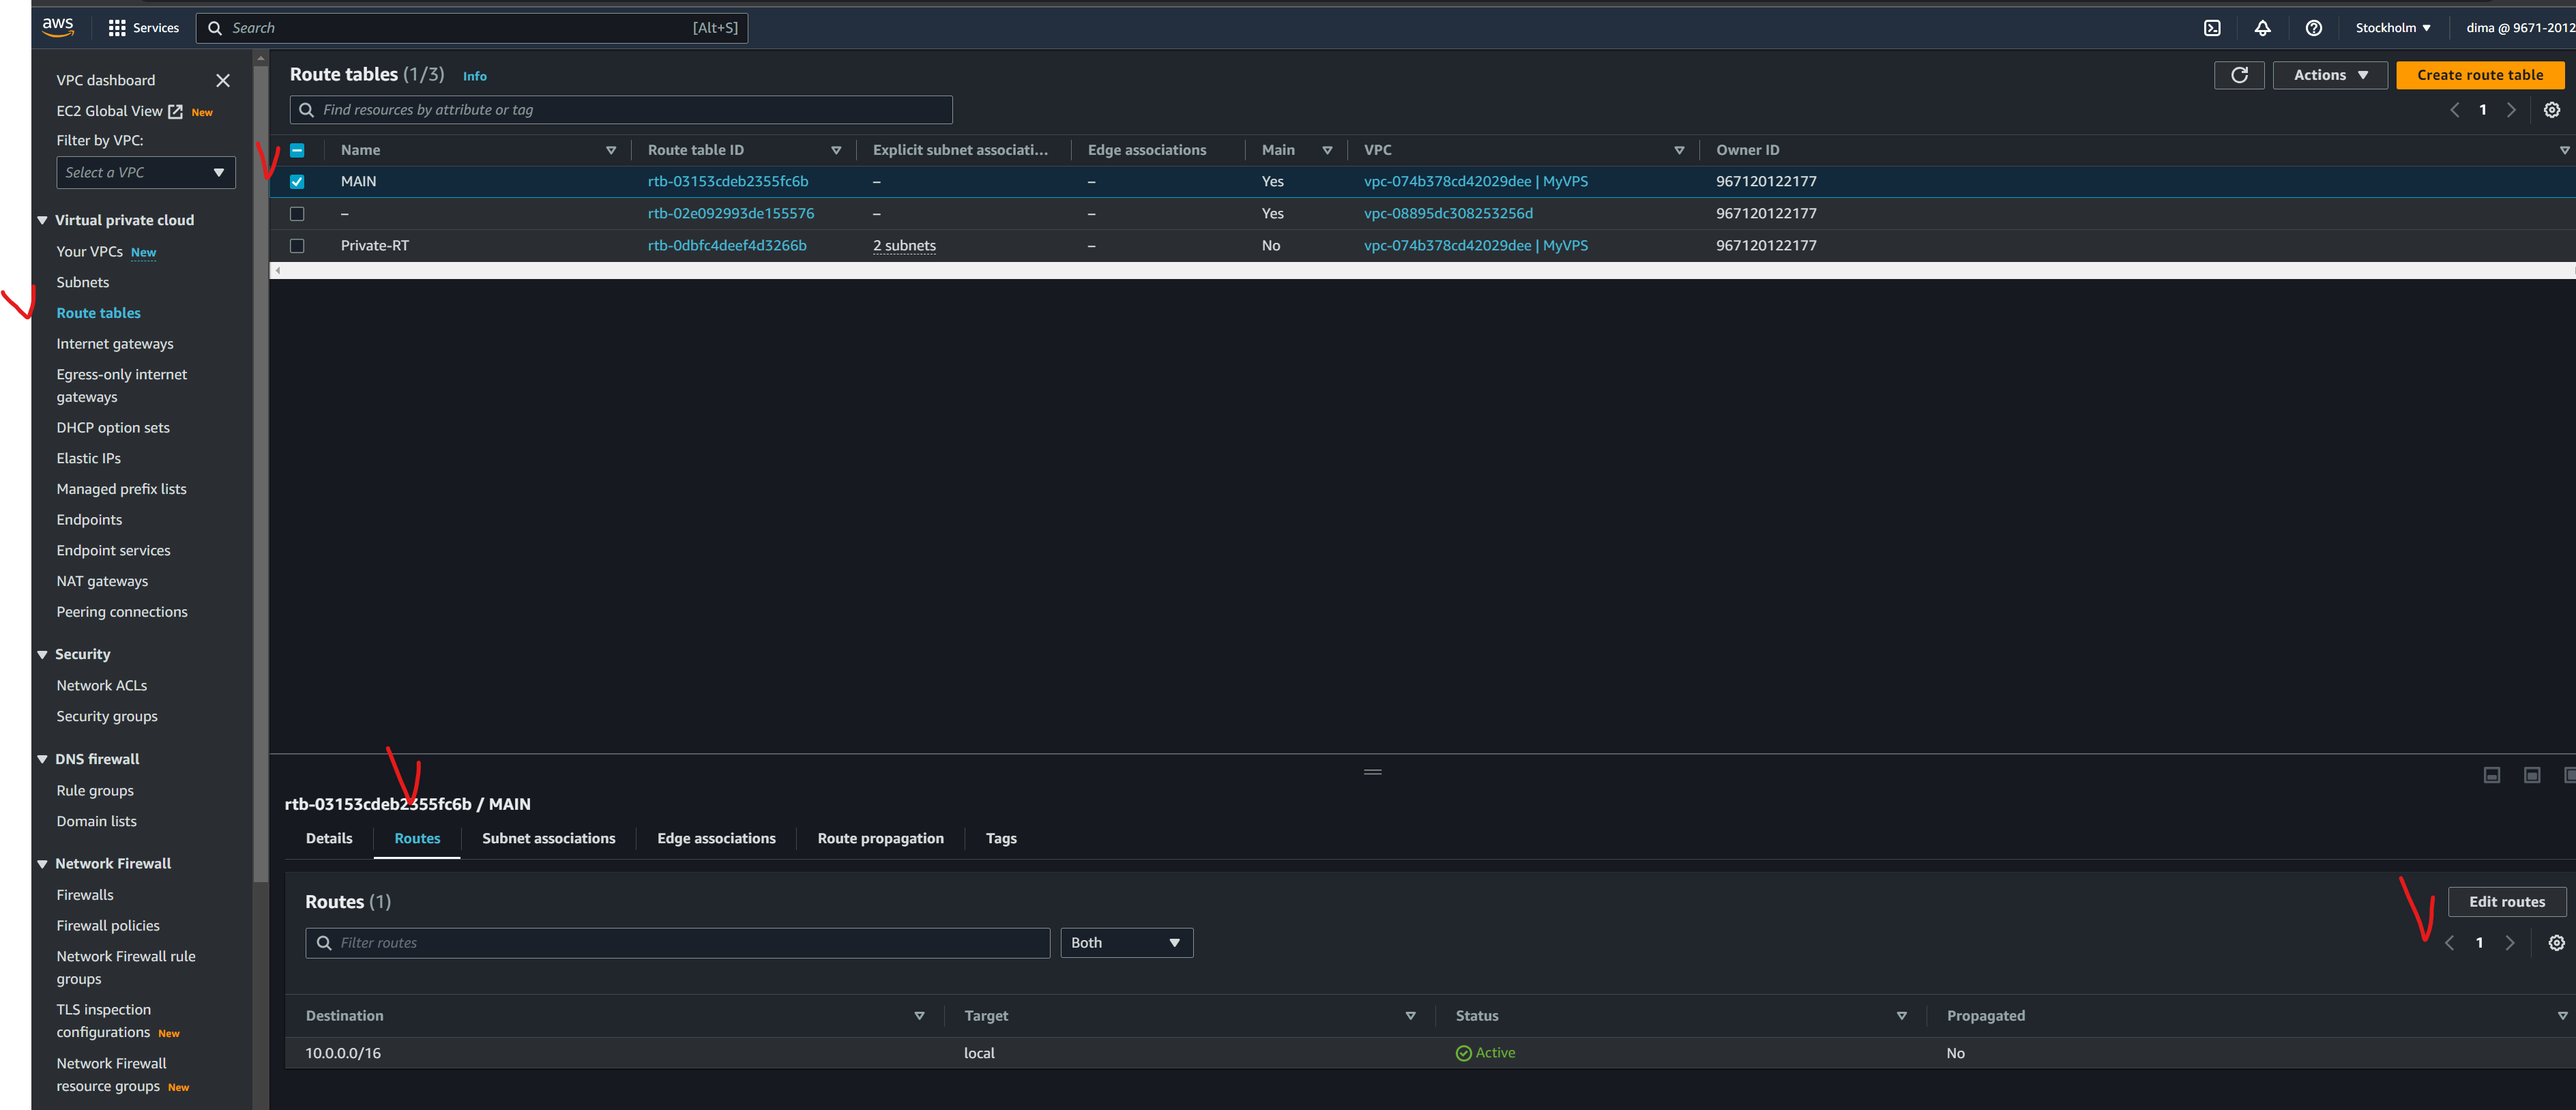 aws Services Search [Alt+S] Stockholm dima @ 9671-2012
VPC dashboard
EC2 Global View New
Filter by VPC:
Select a VPC
Virtual private cloud
Your VPCs New
Subnets
Route tables
Internet gateways
Egress-only internet
gateways
DHCP option sets
Elastic IPs
Managed prefix lists
Endpoints
Endpoint services
NAT gateways
Peering connections
Security
Network ACLs
Security groups
DNS firewall
Rule groups
Domain lists
Network Firewall
Firewalls
Firewall policies
Network Firewall rule
groups
TLS inspection
configurations New
Network Firewall
resource groups New
Route tables (1/3) Info Actions Create route table
Find resources by attribute or tag 1
Name Route table ID Explicit subnet associati... Edge associations Main VPC Owner ID
MAIN rtb-03153cdeb2355fc6b – – Yes vpc-074b378cd42029dee | MyVPS 967120122177
– rtb-02e092993de155576 – – Yes vpc-08895dc308253256d 967120122177
Private-RT rtb-0dbfc4deef4d3266b 2 subnets – No vpc-074b378cd42029dee | MyVPS 967120122177
rtb-03153cdeb2355fc6b / MAIN
Details Routes Subnet associations Edge associations Route propagation Tags
Routes (1) Edit routes
Filter routes Both 1
Destination Target Status Propagated
10.0.0.0/16 local Active No